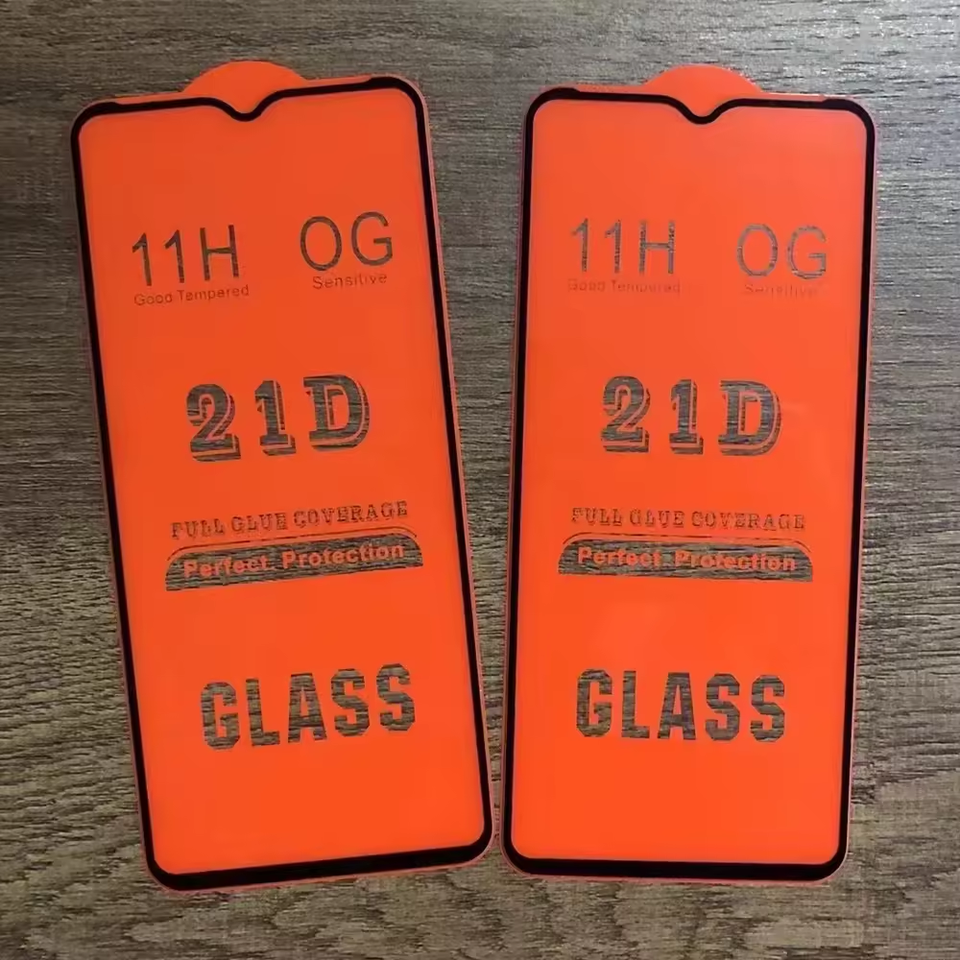 11H OG
Good Tempered Sensitive
21D
FULL GLUE COVERAGE
Perfect Protection
GLASS
11H OG
Good Tempered Sensitive
21D
FULL GLUE COVERAGE
Perfect Protection
GLASS